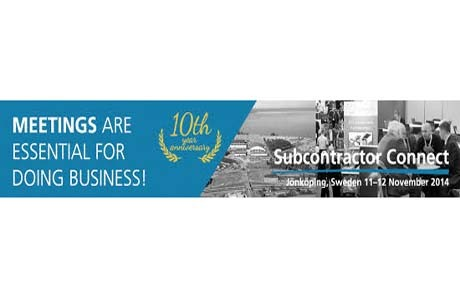 MEETINGS ARE
ESSENTIAL FOR
DOING BUSINESS!
10th
year
anniversary
Subcontractor Connect
Jönköping, Sweden 11–12 November 2014